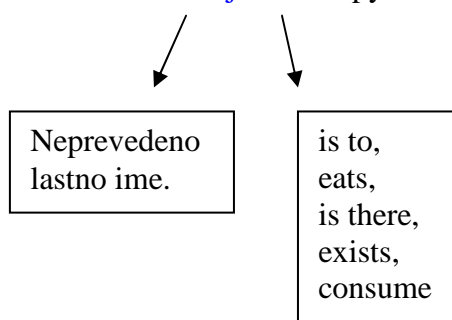 Neprevedeno
lastno ime.
is to,
eats,
is there,
exists,
consume